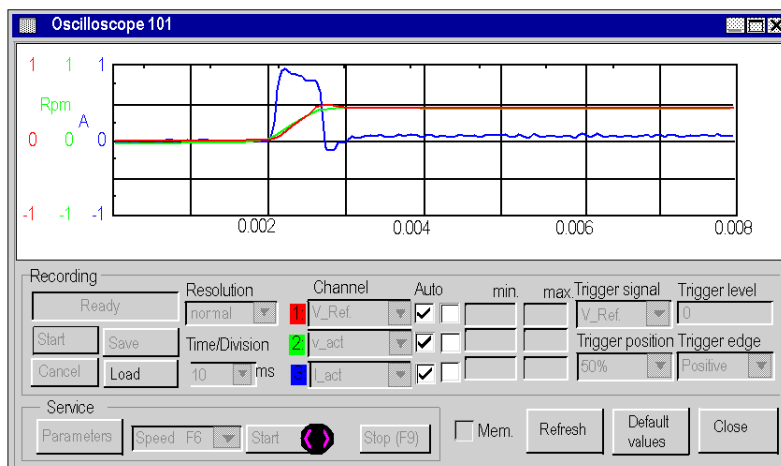 Oscilloscope 101
1 1 1
Rpm
A
0 0 0
-1 -1 -1
0.002 0.004 0.006 0.008
Recording
Ready
Start Save
Cancel Load
Resolution
normal
Time/Division
10 ms
Channel Auto min. max.
1: V_Ref.
2: v_act
3: I_act
Trigger signal Trigger level
V_Ref. 0
Trigger position Trigger edge
50% Positive
Service
Parameters Speed F6 Start Stop (F9)
Mem. Refresh Default values Close